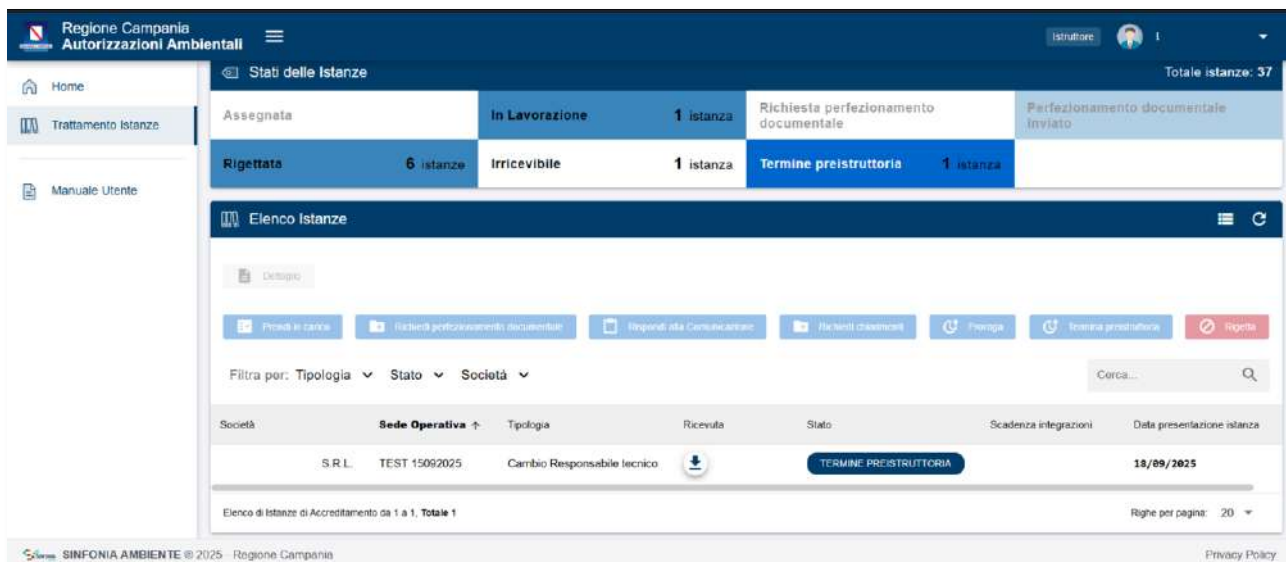 Regione Campania
Autorizzazioni Ambientali
Istruttore
Home
Trattamento Istanze
Manuale Utente
Stati delle Istanze
Totale istanze: 37
Assegnata
In Lavorazione 1 istanza
Richiesta perfezionamento documentale
Perfezionamento documentale inviato
Rigettata 6 istanze
Irricevibile 1 istanza
Termine preistruttoria 1 istanza
Elenco Istanze
Dettaglio
Prendi in carico
Richiedi perfezionamento documentale
Rispondi alla Comunicazione
Richiedi chiarimenti
Proroga
Termina preistruttoria
Rigetta
Filtra por: Tipologia Stato Società
Cerca...
Società Sede Operativa Tipologia Ricevuta Stato Scadenza integrazioni Data presentazione istanza
S.R.L. TEST 15092025 Cambio Responsabile tecnico TERMINE PREISTRUTTORIA 18/09/2025
Elenco di Istanze di Accreditamento da 1 a 1, Totale 1
Righe per pagina: 20
SINFONIA AMBIENTE © 2025 - Regione Campania
Privacy Policy